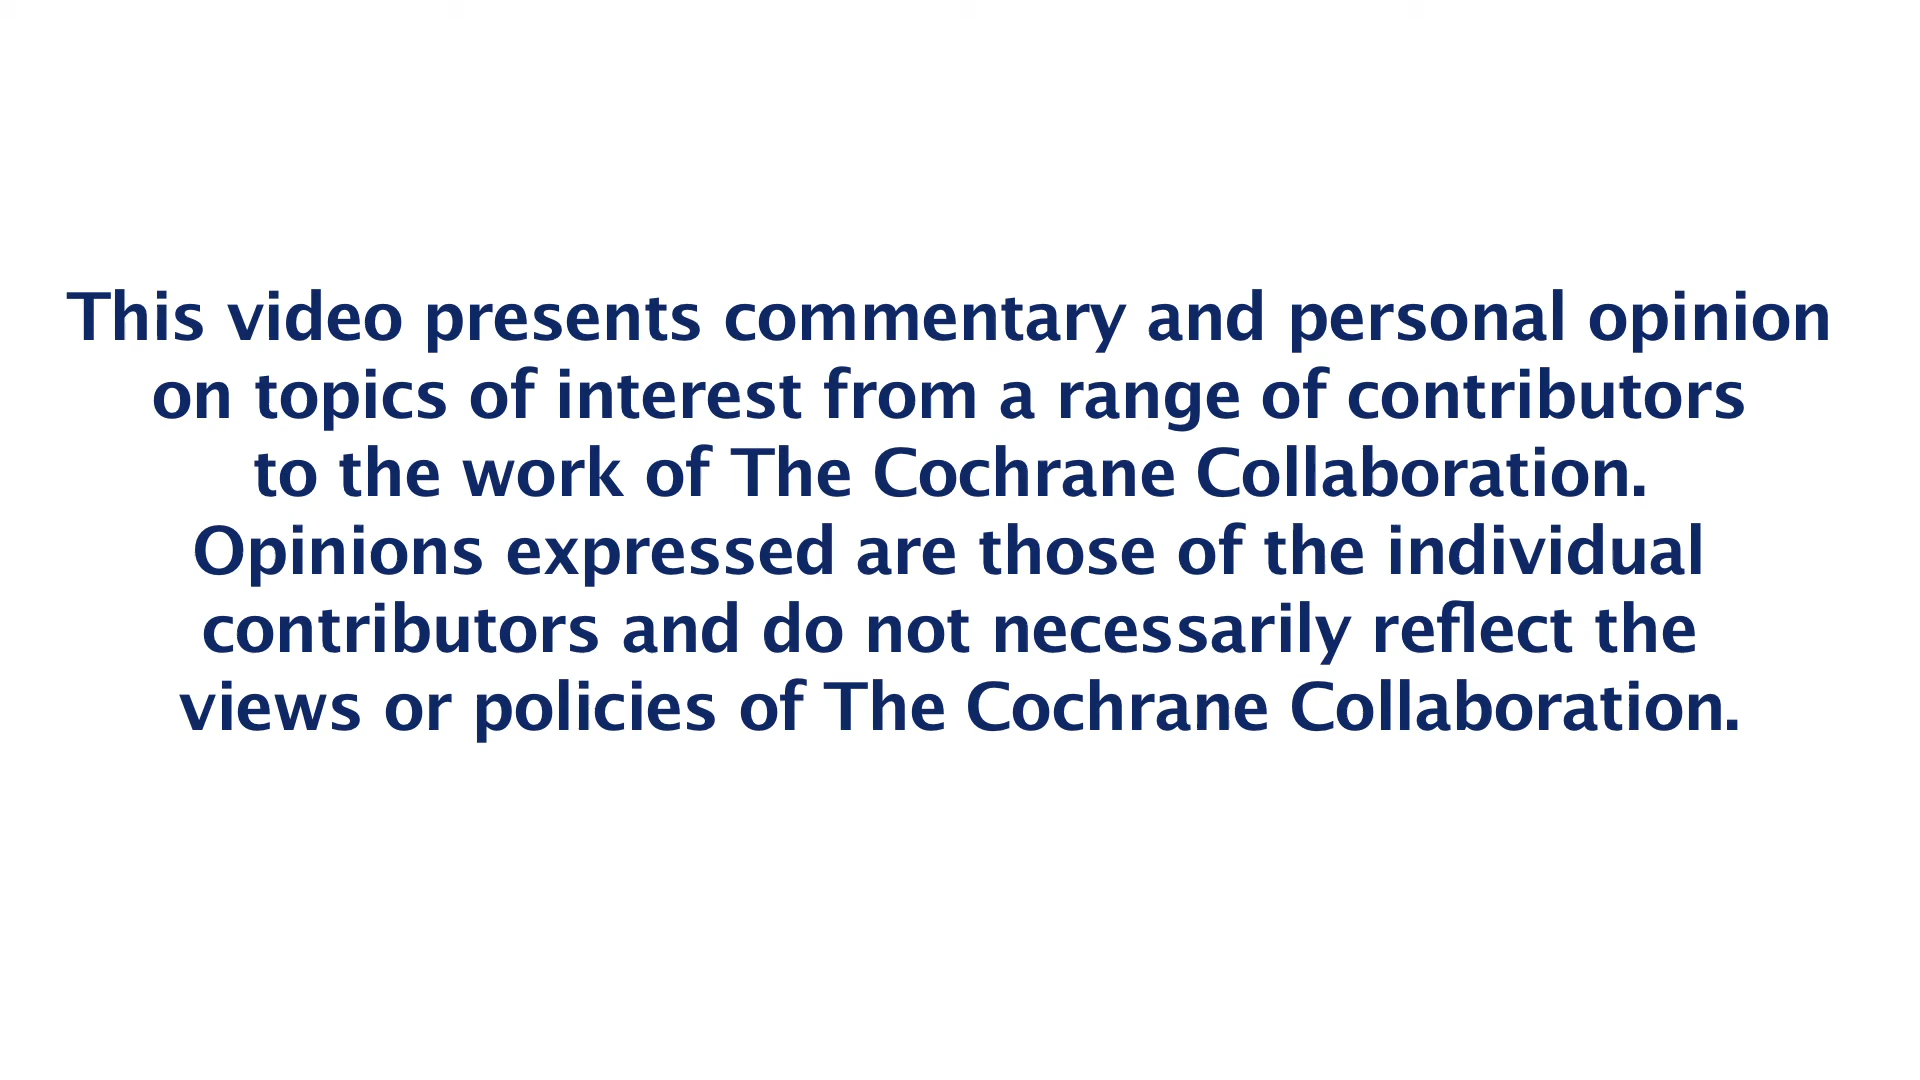 This video presents commentary and personal opinion
on topics of interest from a range of contributors
to the work of The Cochrane Collaboration.
Opinions expressed are those of the individual
contributors and do not necessarily reflect the
views or policies of The Cochrane Collaboration.